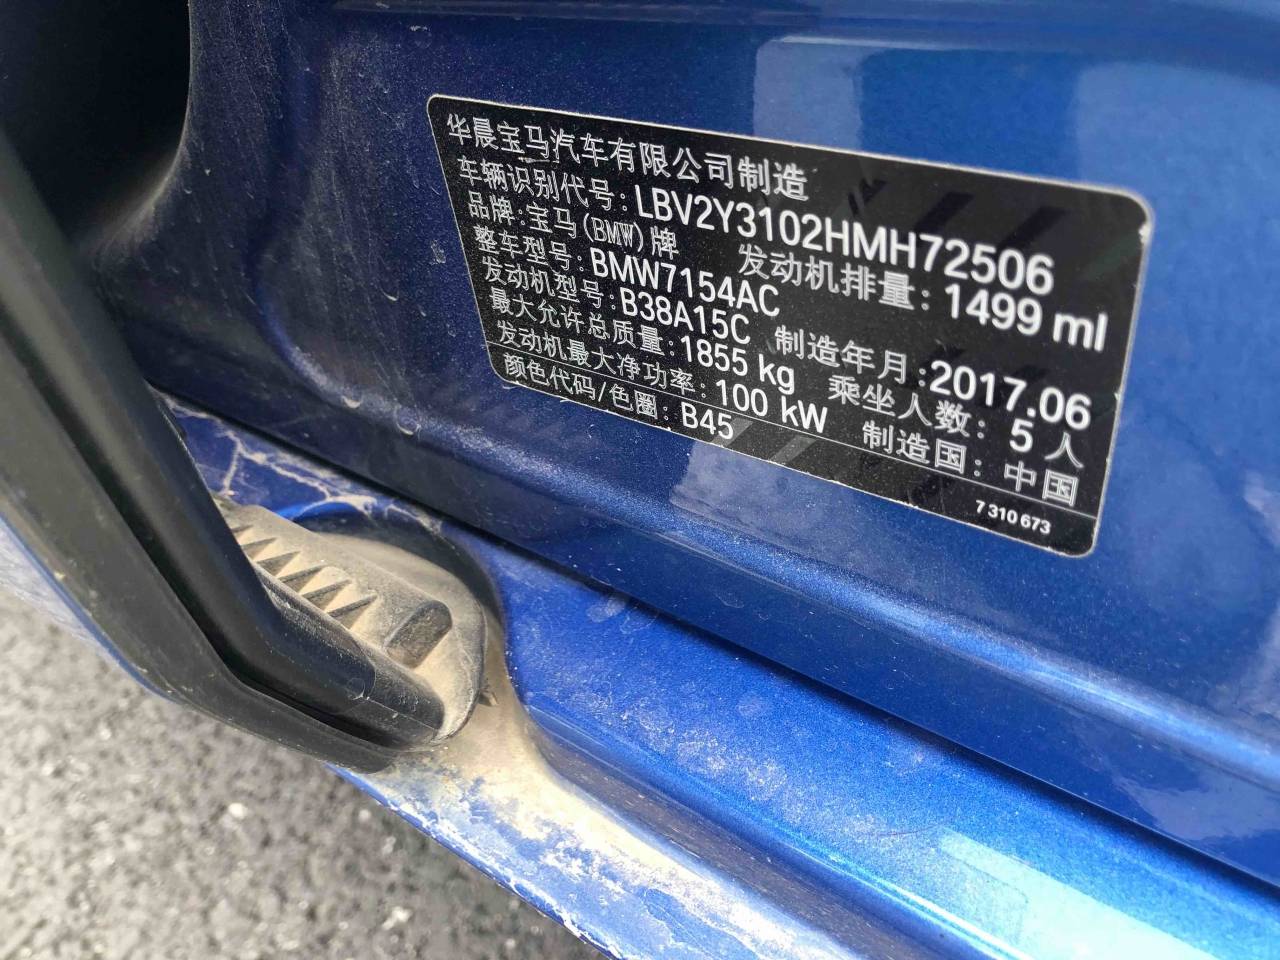 华晨宝马汽车有限公司制造
车辆识别代号: LBV2Y3102HMH72506
品牌: 宝马(BMW)牌 发动机排量: 1499 ml
整车型号: BMW7154AC
发动机型号: B38A15C 制造年月: 2017.06
最大允许总质量: 1855 kg 乘坐人数: 5 人
发动机最大净功率: 100 kW 制造国: 中国
颜色代码/色圈: B45
7 310 673